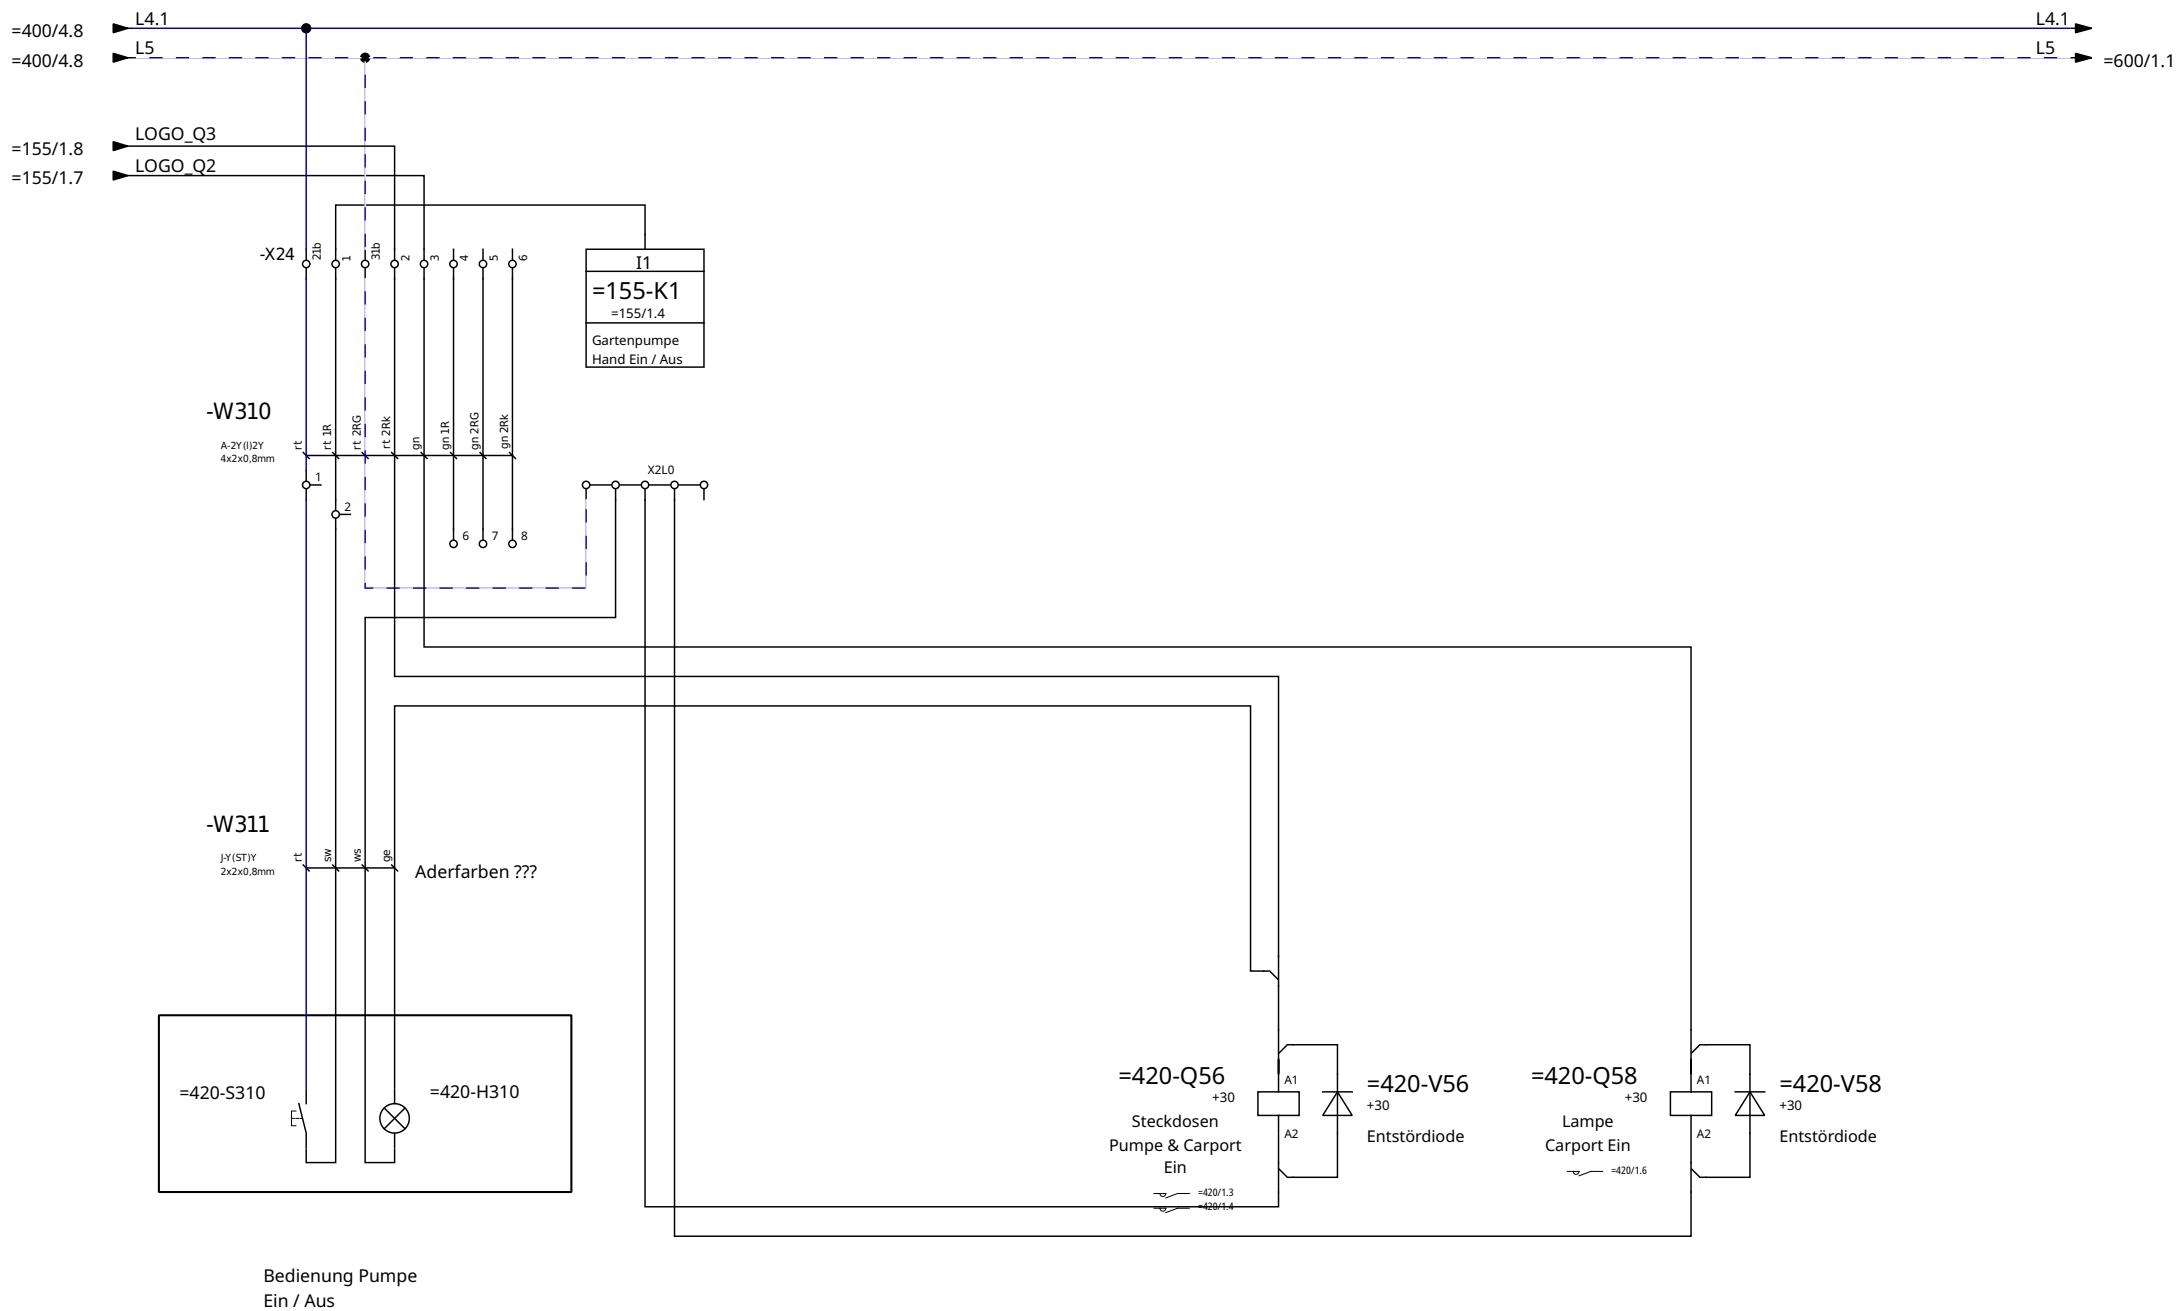 L4.1
L4.1
=400/4.8
L5
L5
=400/4.8
=600/1.1
LOGO_Q3
=155/1.8
LOGO_Q2
=155/1.7
-X24
21b
1
31b
2
3
4
5
6
I1
=155-K1
=155/1.4
Gartenpumpe
Hand Ein / Aus
-W310
A-2Y(l)2Y
4x2x0,8mm
rt
rt 1R
rt 2RG
rt 2Rk
gn
gn 1R
gn 2RG
gn 2Rk
1
2
X2L0
6
7
8
-W311
J-Y(ST)Y
2x2x0,8mm
rt
sw
ws
ge
Aderfarben ???
=420-S310
=420-H310
=420-Q56
+30
Steckdosen
Pumpe & Carport
Ein
=420/1.3
=420/1.4
A1
A2
=420-V56
+30
Entstördiode
=420-Q58
+30
Lampe
Carport Ein
=420/1.6
A1
A2
=420-V58
+30
Entstördiode
Bedienung Pumpe
Ein / Aus